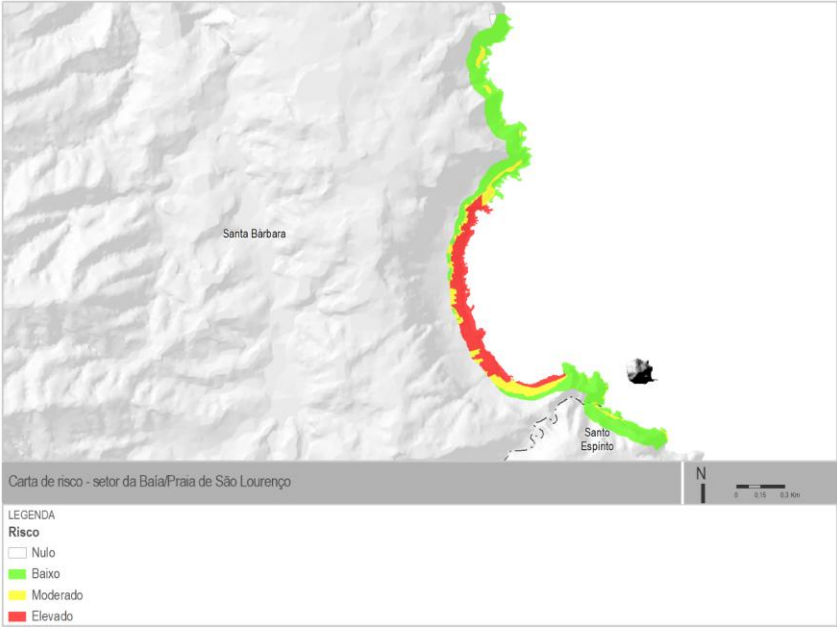 Santa Bárbara
Santo
Espírito
Carta de risco - setor da Baía/Praia de São Lourenço
N
0 0,15 0,3 Km
LEGENDA
Risco
Nulo
Baixo
Moderado
Elevado